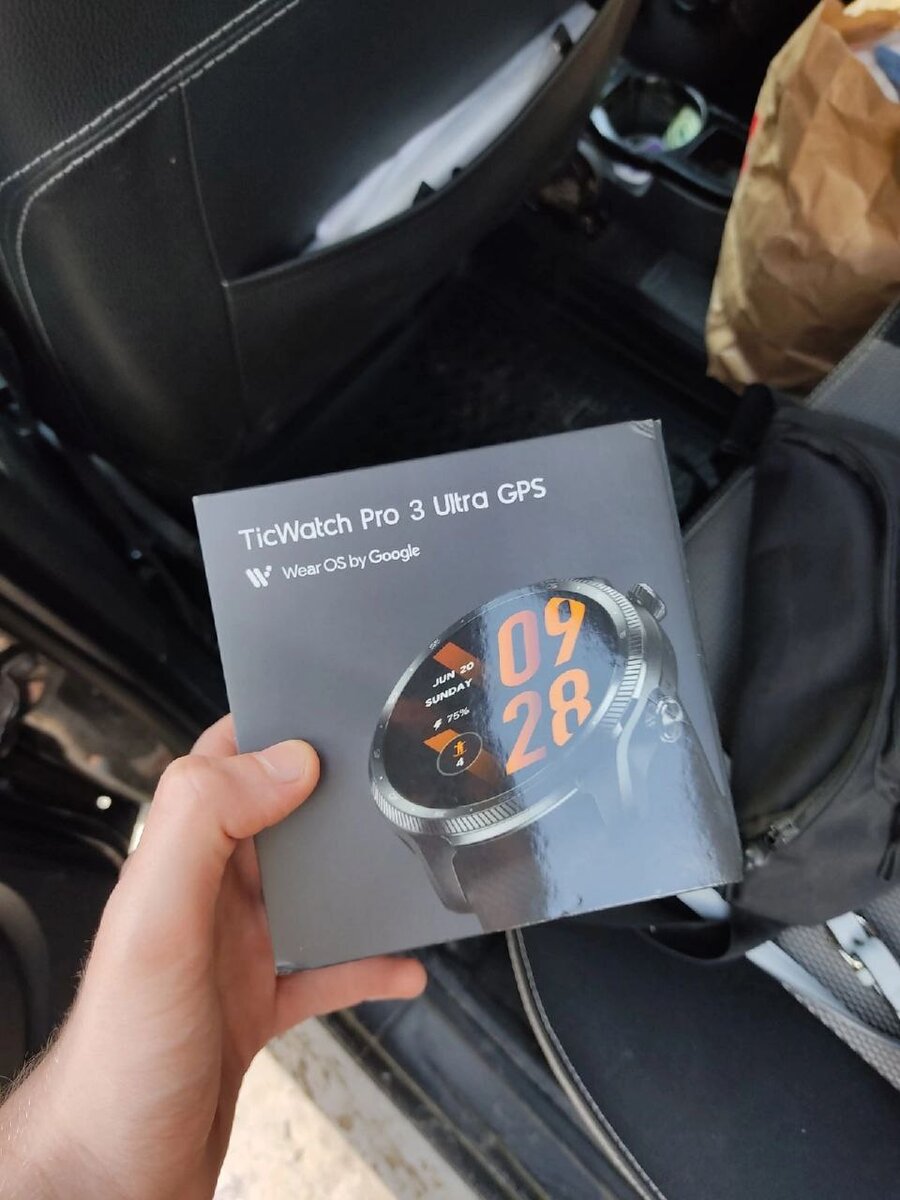 TicWatch Pro 3 Ultra GPS
Wear OS by Google
JUN 20
SUNDAY
75%
4
09
28